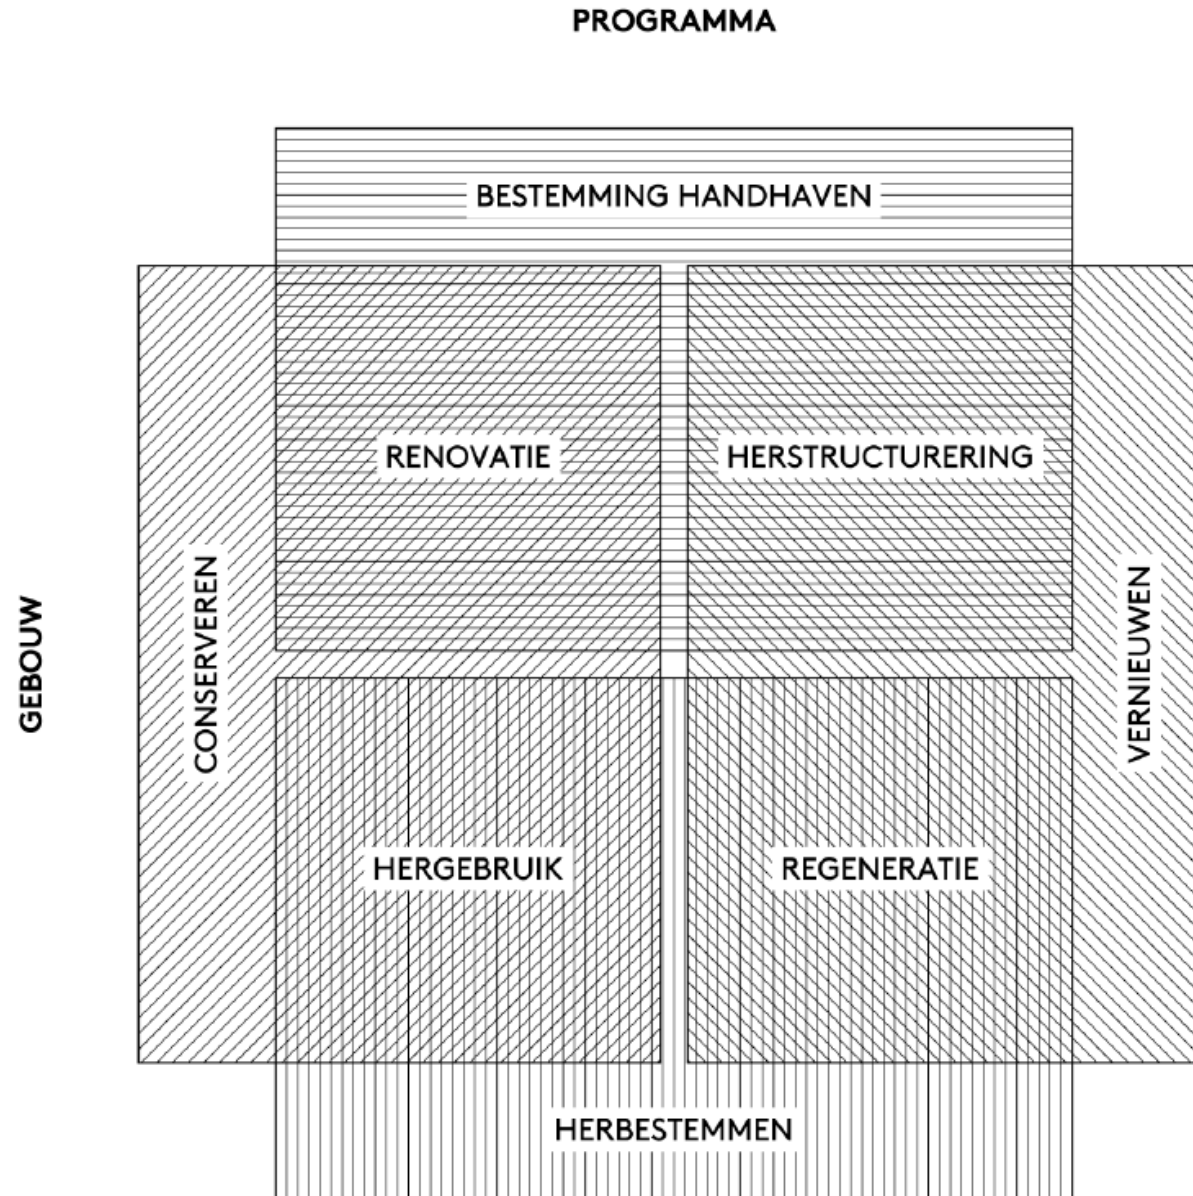 PROGRAMMA
BESTEMMING HANDHAVEN
RENOVATIE
HERSTRUCTURERING
GEBOUW
CONSERVEREN
VERNIEUWEN
HERGEBRUIK
REGENERATIE
HERBESTEMMEN